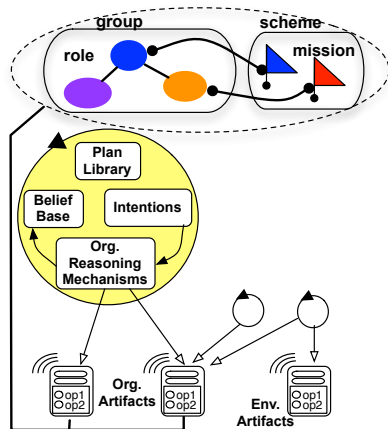 group
scheme
role
mission
Plan
Library
Belief
Base
Intentions
Org.
Reasoning
Mechanisms
op1
op2
Org.
Artifacts
op1
op2
Env.
Artifacts
op1
op2